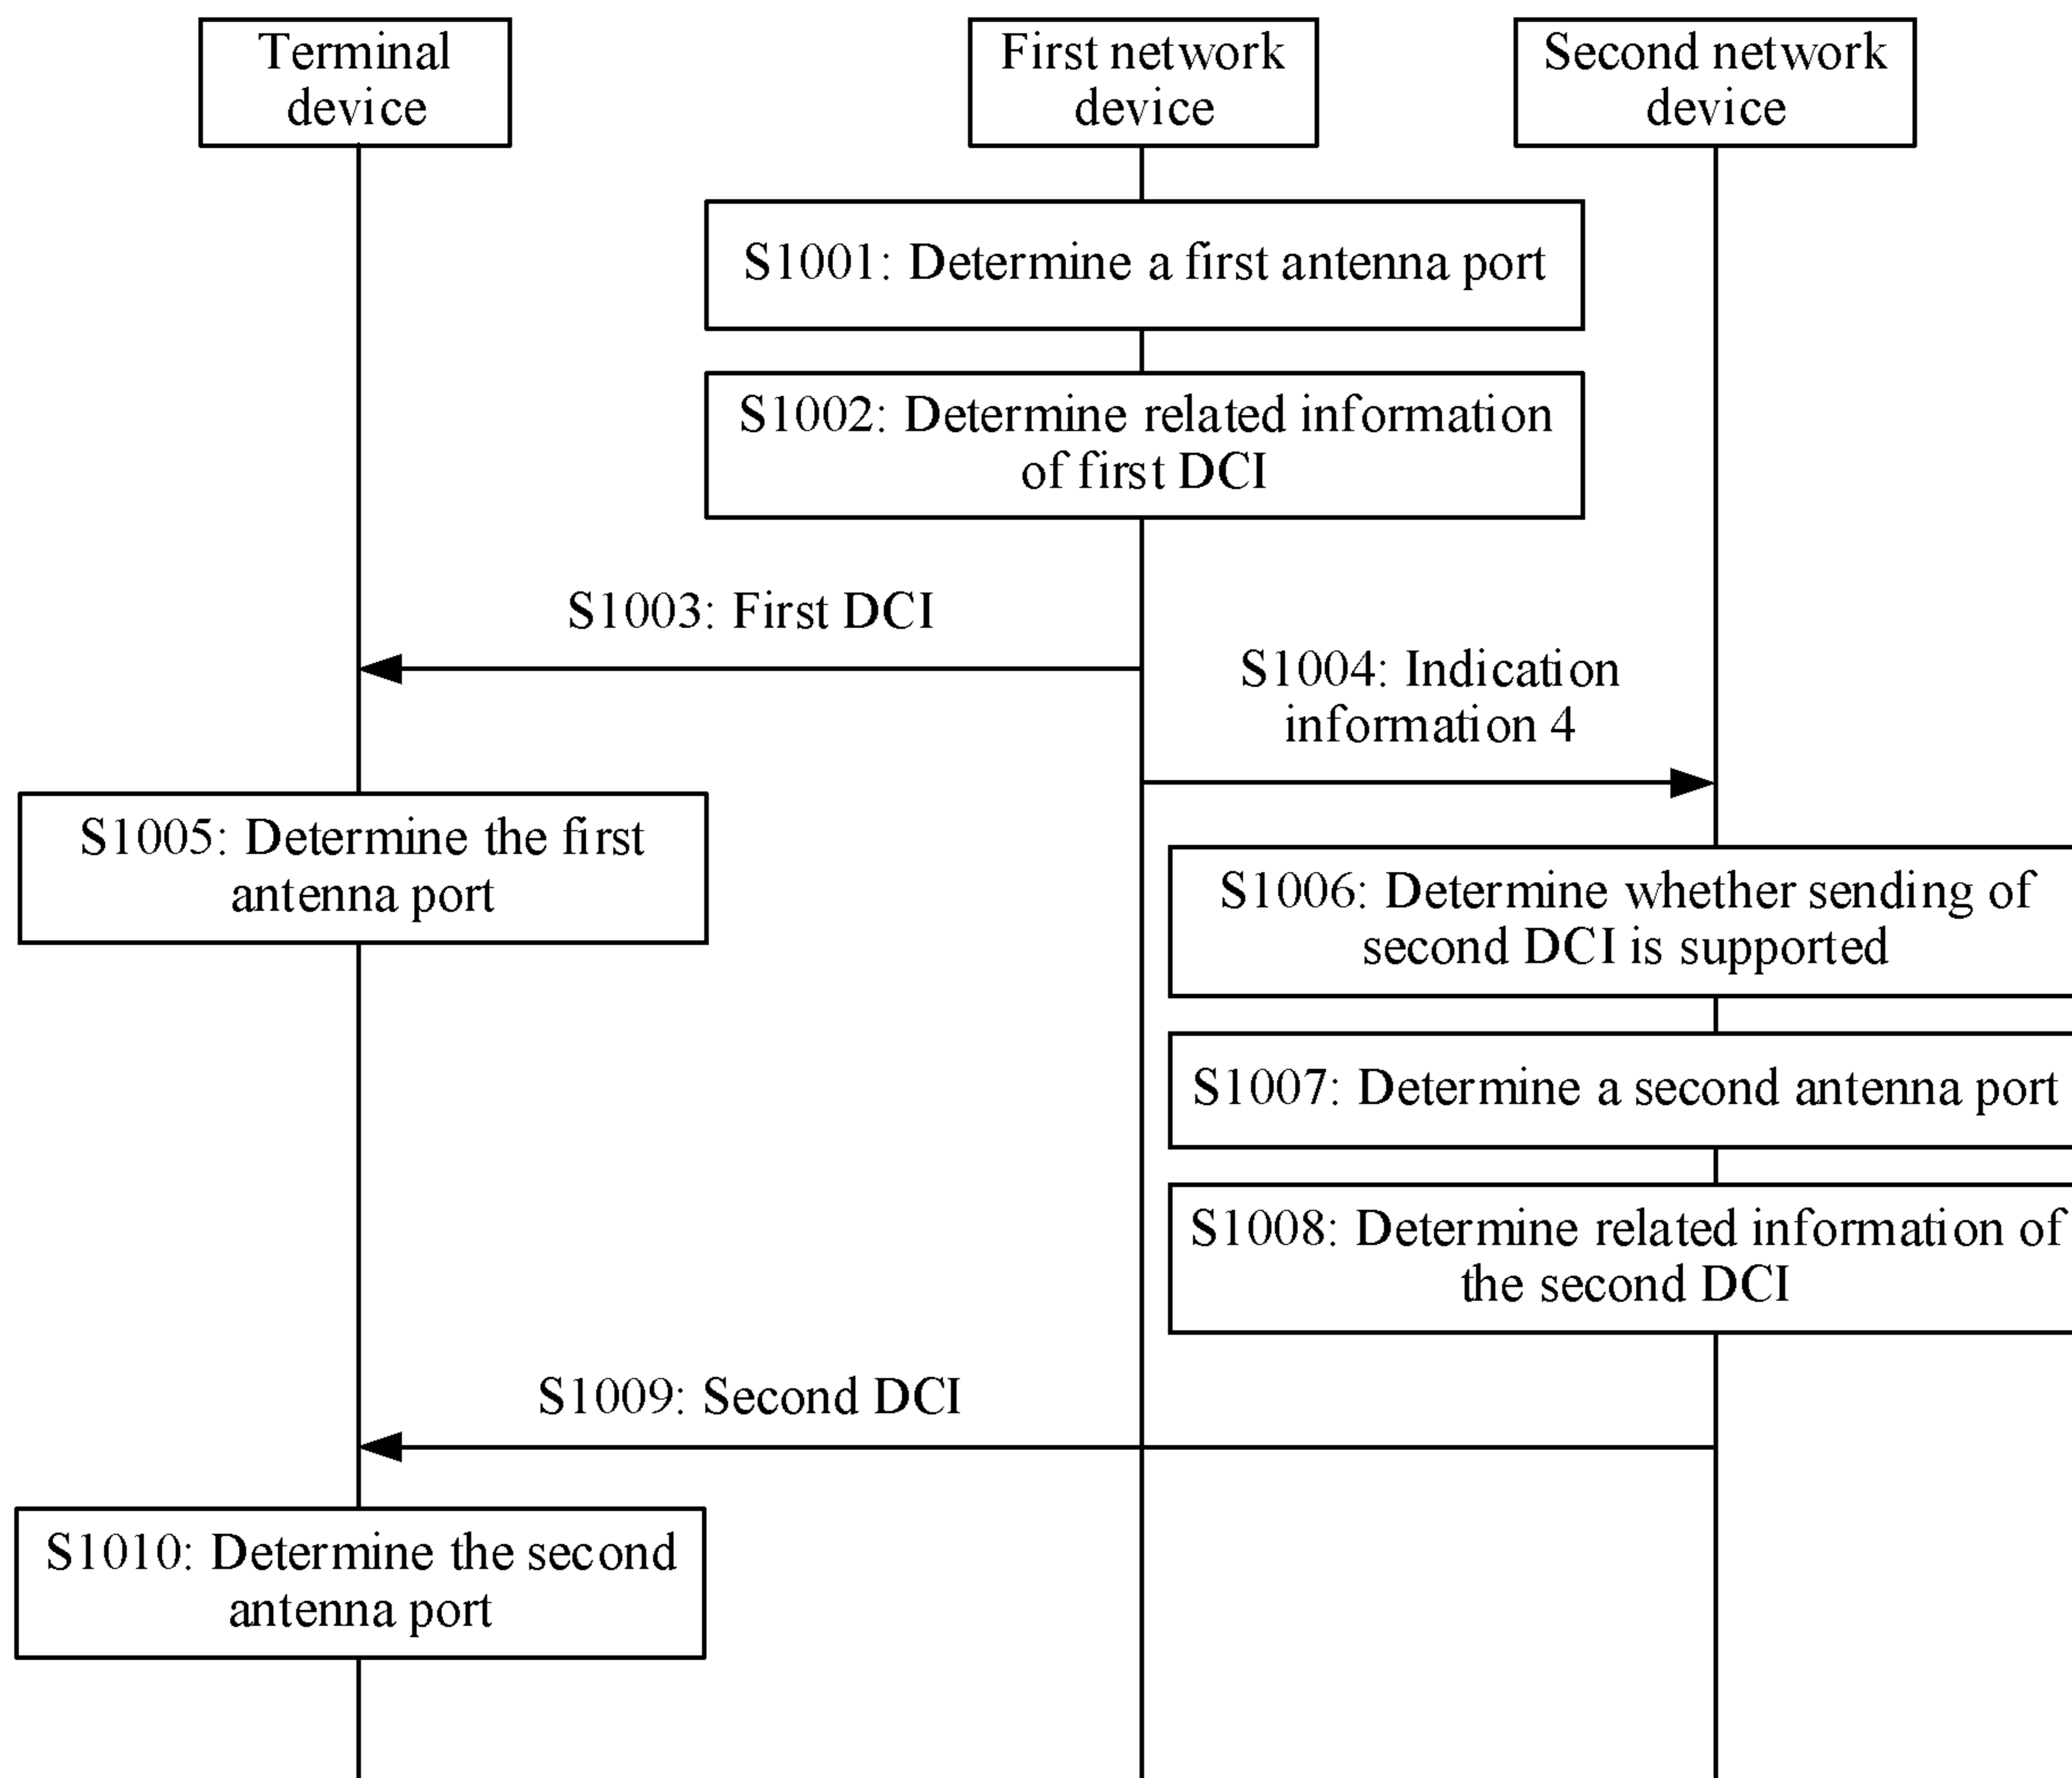 Terminal
device
First network
device
Second network
device
S1001: Determine a first antenna port
S1002: Determine related information
of first DCI
S1003: First DCI
S1004: Indication
information 4
S1005: Determine the first
antenna port
S1006: Determine whether sending of
second DCI is supported
S1007: Determine a second antenna port
S1008: Determine related information of
the second DCI
S1009: Second DCI
S1010: Determine the second
antenna port